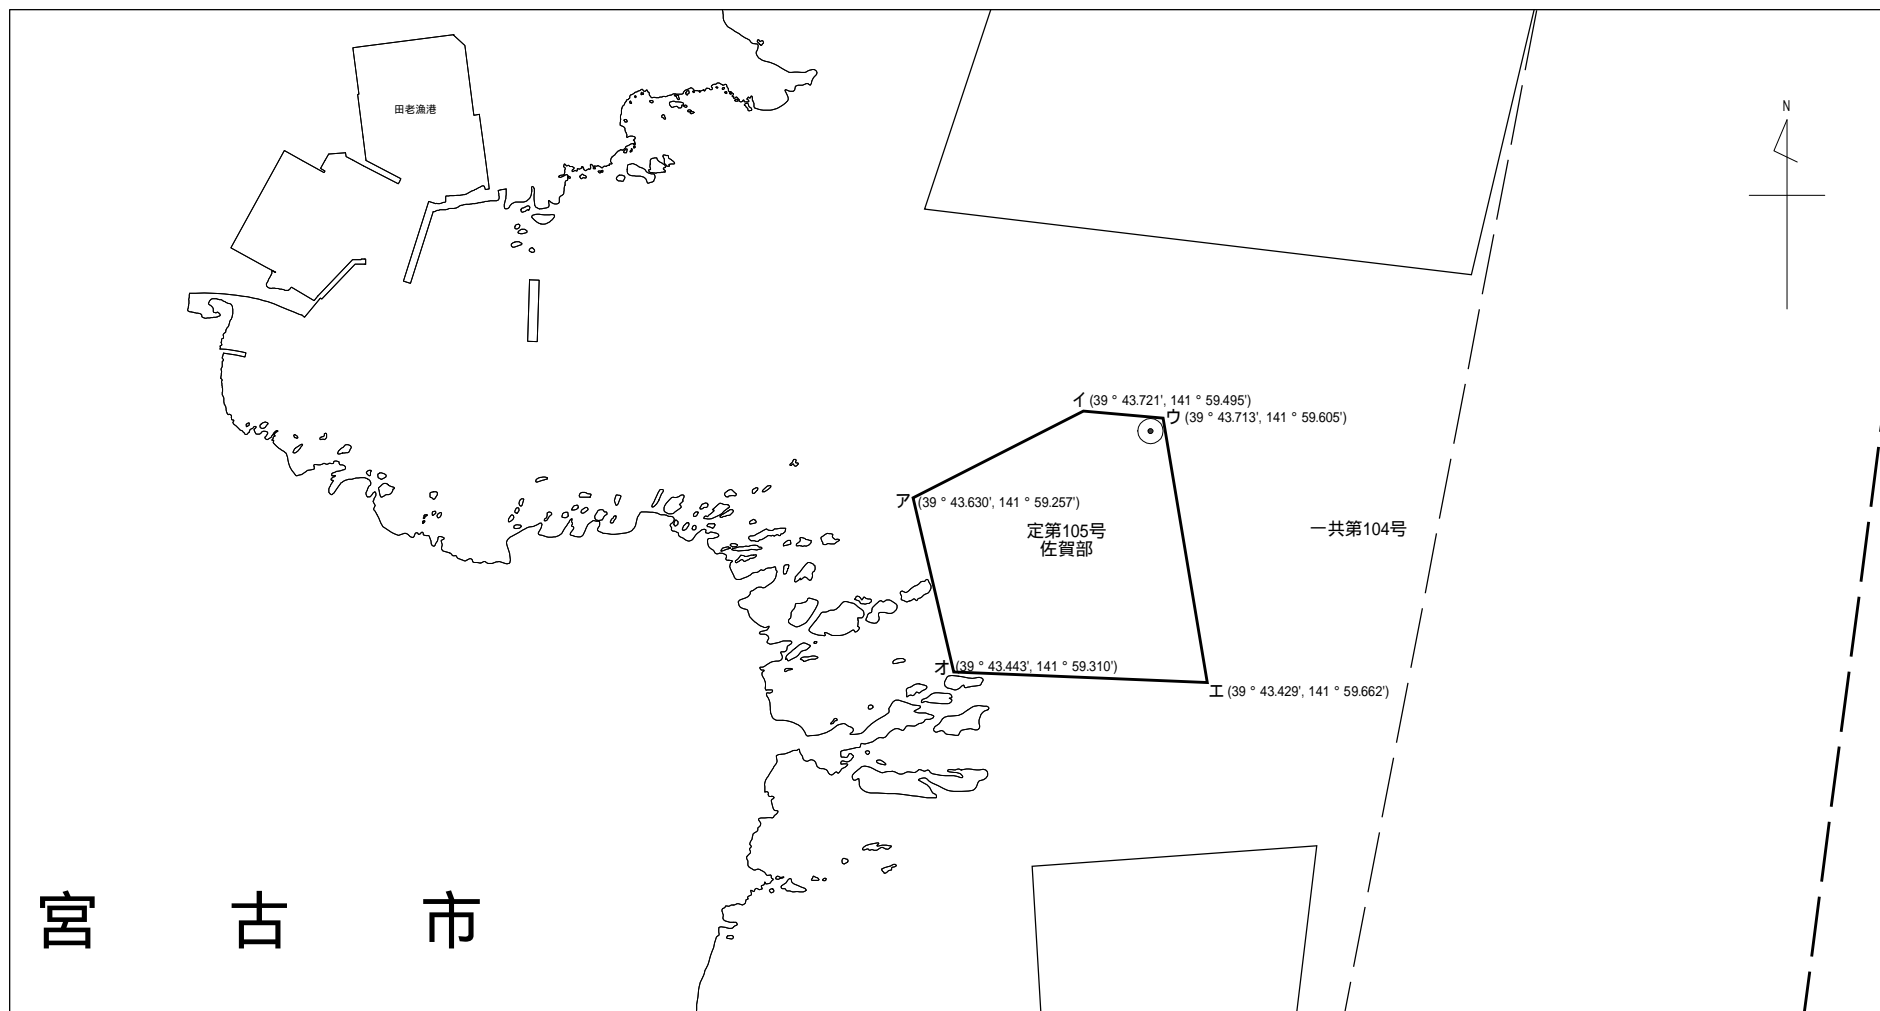 田老漁港
N
イ (39 ° 43.721', 141 ° 59.495')
ウ (39 ° 43.713', 141 ° 59.605')
ア (39 ° 43.630', 141 ° 59.257')
定第105号
佐賀部
一共第104号
オ (39 ° 43.443', 141 ° 59.310')
エ (39 ° 43.429', 141 ° 59.662')
宮古市